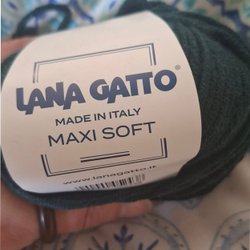 LANA GATTO
MADE IN ITALY
MAXI SOFT
www.lanagatto.it